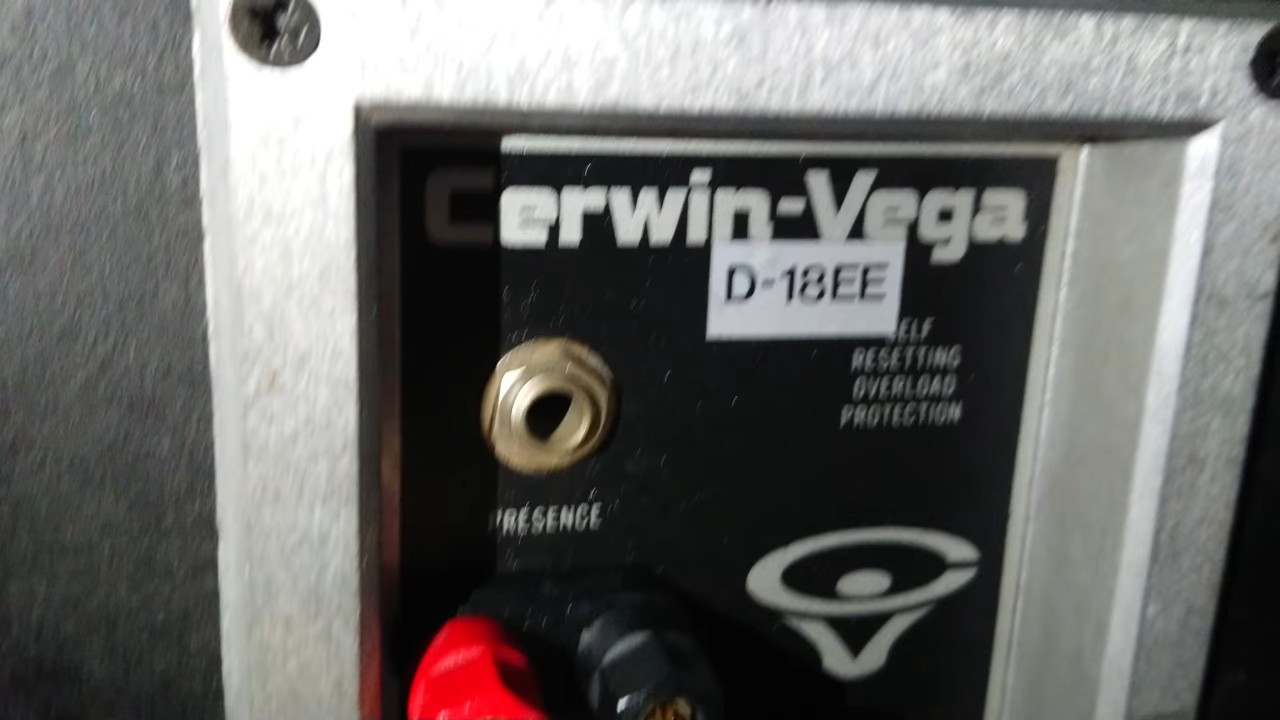 Cerwin-Vega
D-18EE
SELF
RESETTING
OVERLOAD
PROTECTION
PRESENCE